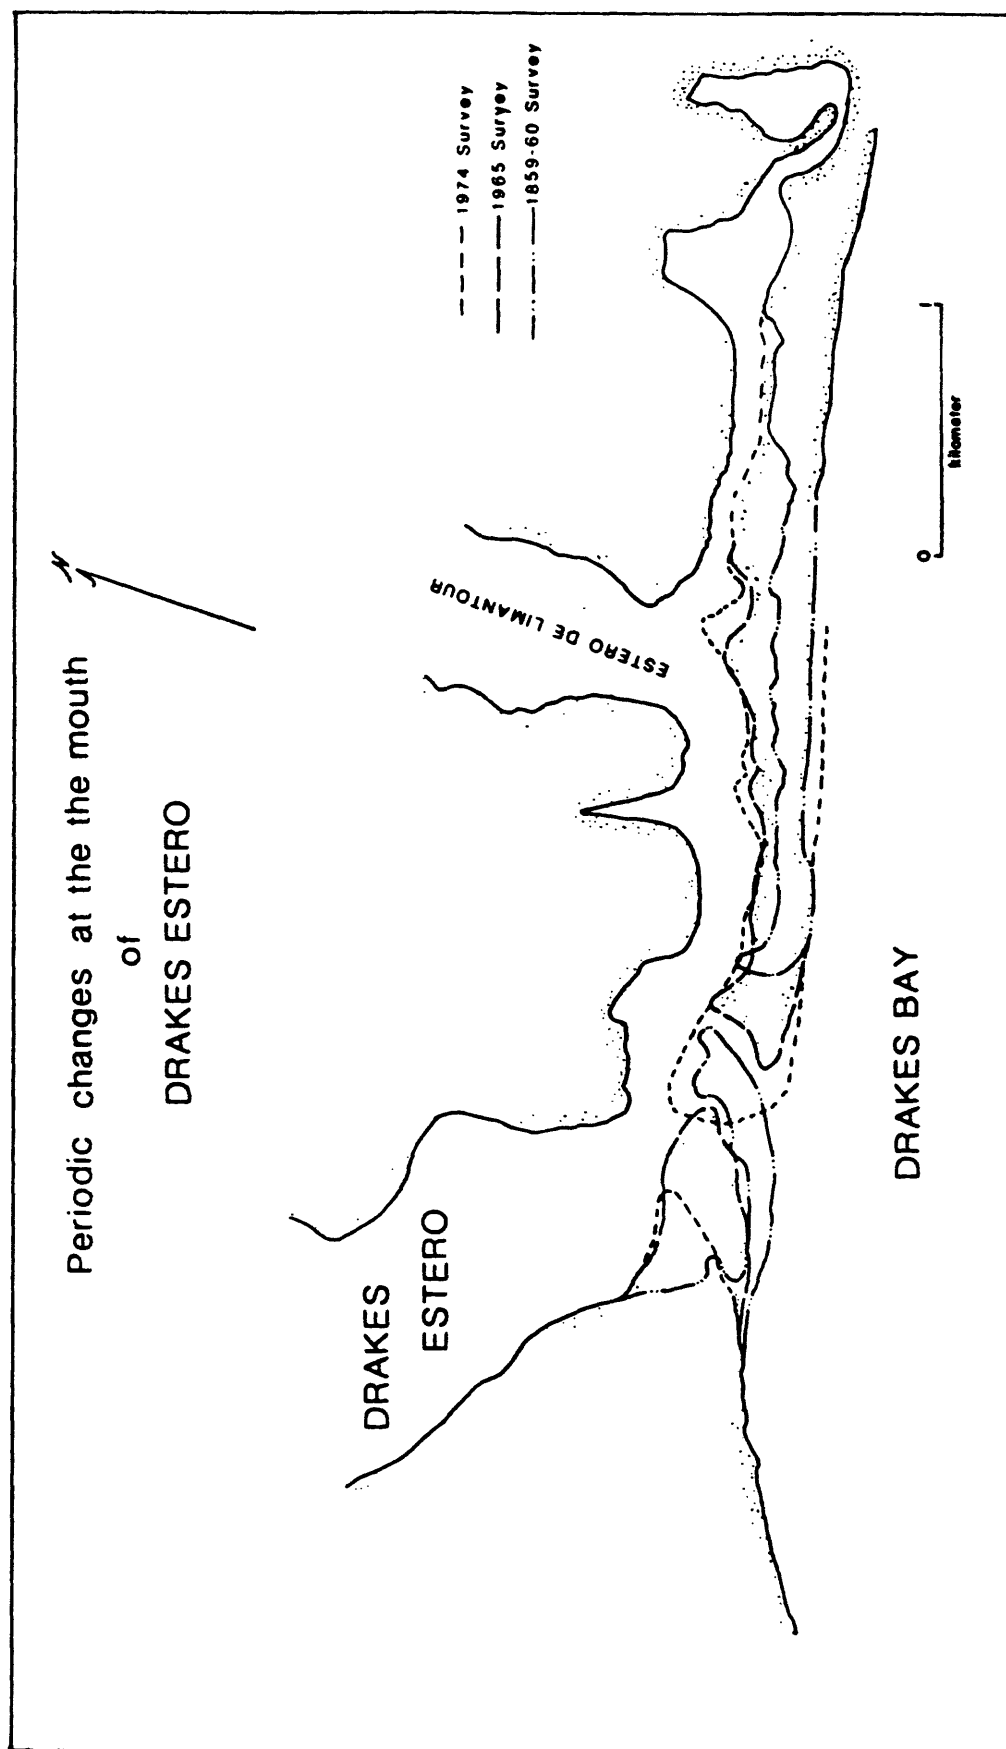 Periodic changes at the the mouth
of
DRAKES ESTERO
N
1974 Survey
1965 Survey
1859-60 Survey
DRAKES
ESTERO
ESTERO DE LIMANTOUR
DRAKES BAY
0 1
kilometer